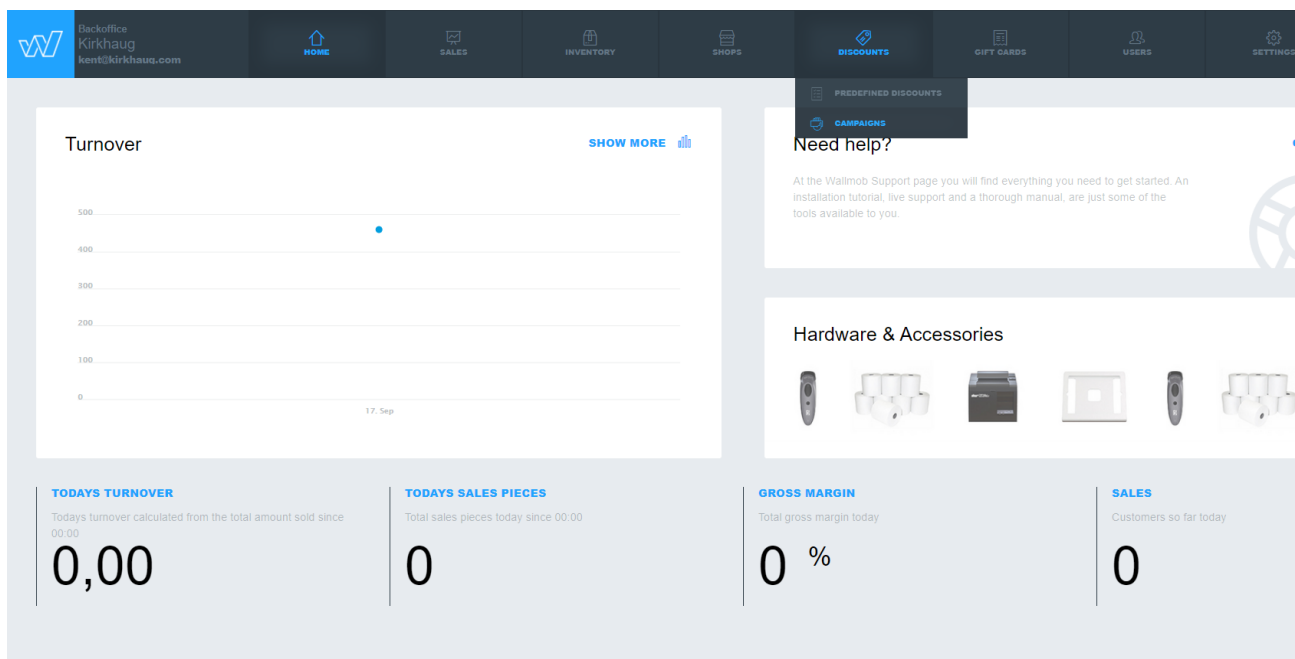 Backoffice
Kirkhaug
kent@kirkhaug.com
HOME
SALES
INVENTORY
SHOPS
DISCOUNTS
GIFT CARDS
USERS
SETTINGS
PREDEFINED DISCOUNTS
CAMPAIGNS
Turnover
SHOW MORE
500
400
300
200
100
0
17. Sep
Need help?
At the Wallmob Support page you will find everything you need to get started. An
installation tutorial, live support and a thorough manual, are just some of the
tools available to you.
Hardware & Accessories
TODAYS TURNOVER
Todays turnover calculated from the total amount sold since
00:00
0,00
TODAYS SALES PIECES
Total sales pieces today since 00:00
0
GROSS MARGIN
Total gross margin today
0 %
SALES
Customers so far today
0